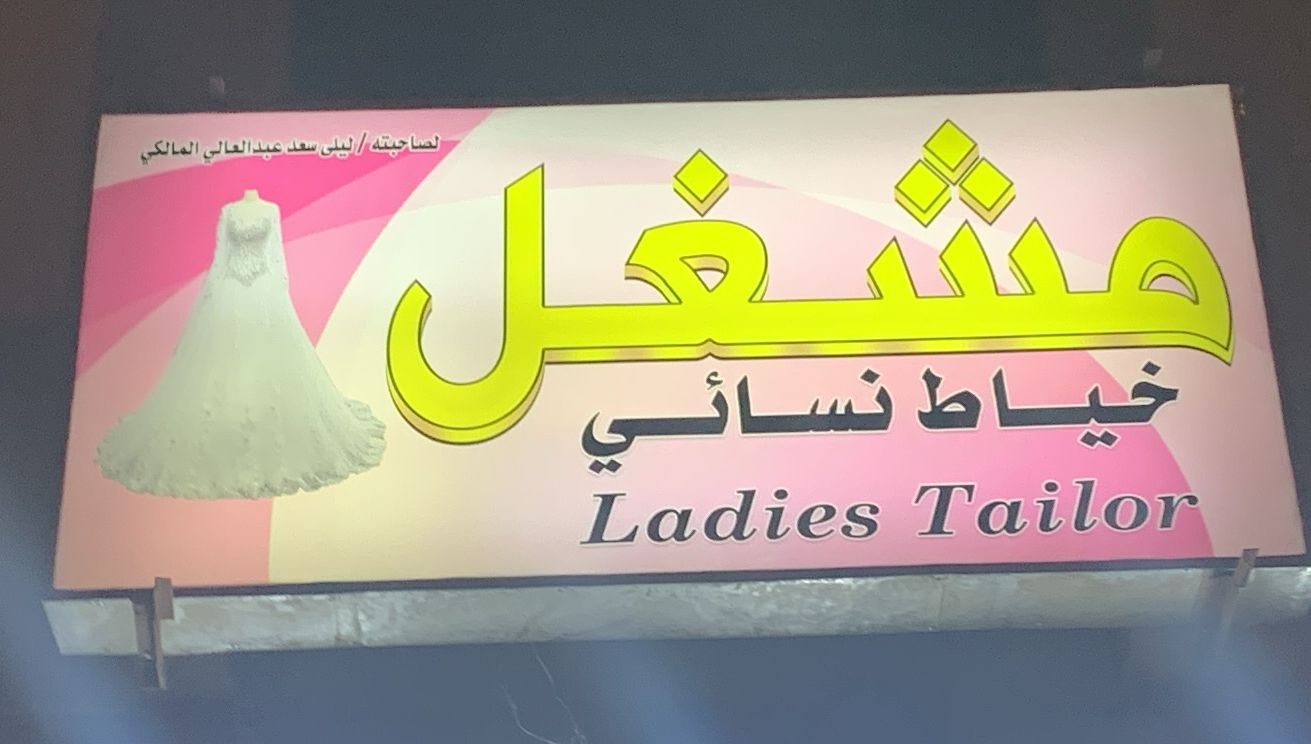 لصاحبته / ليلى سعد عبدالعالي المالكي
مشغل
خياط نسائي
Ladies Tailor